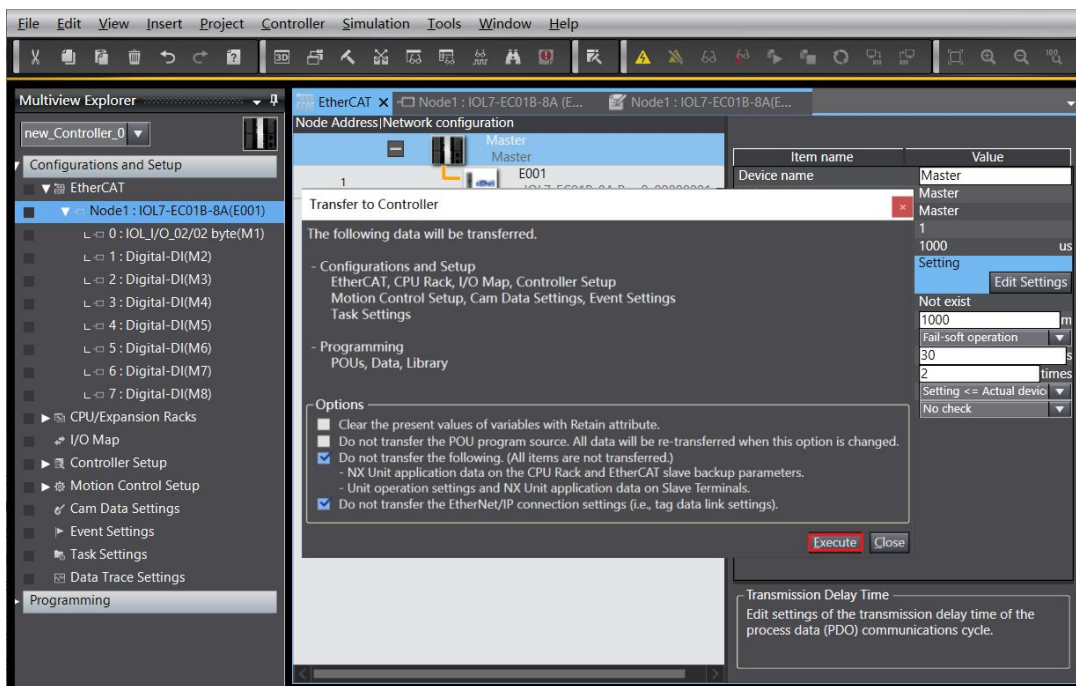 File Edit View Insert Project Controller Simulation Tools Window Help
Multiview Explorer
new_Controller_0
Configurations and Setup
EtherCAT
Node1 : IOL7-EC01B-8A(E001)
0 : IOL_I/O_02/02 byte(M1)
1 : Digital-DI(M2)
2 : Digital-DI(M3)
3 : Digital-DI(M4)
4 : Digital-DI(M5)
5 : Digital-DI(M6)
6 : Digital-DI(M7)
7 : Digital-DI(M8)
CPU/Expansion Racks
I/O Map
Controller Setup
Motion Control Setup
Cam Data Settings
Event Settings
Task Settings
Data Trace Settings
Programming
EtherCAT Node1 : IOL7-EC01B-8A (E... Node1 : IOL7-EC01B-8A(E...
Node Address|Network configuration
Master
Master
1
E001
Item name Value
Device name Master
Master
Master
1
1000 us
Setting
Edit Settings
Not exist
1000 m
Fail-soft operation
30 s
2 times
Setting <= Actual devic
No check
Transfer to Controller
The following data will be transferred.
- Configurations and Setup
EtherCAT, CPU Rack, I/O Map, Controller Setup
Motion Control Setup, Cam Data Settings, Event Settings
Task Settings
- Programming
POUs, Data, Library
Options
Clear the present values of variables with Retain attribute.
Do not transfer the POU program source. All data will be re-transferred when this option is changed.
Do not transfer the following. (All items are not transferred.)
- NX Unit application data on the CPU Rack and EtherCAT slave backup parameters.
- Unit operation settings and NX Unit application data on Slave Terminals.
Do not transfer the EtherNet/IP connection settings (i.e., tag data link settings).
Execute Close
Transmission Delay Time
Edit settings of the transmission delay time of the
process data (PDO) communications cycle.